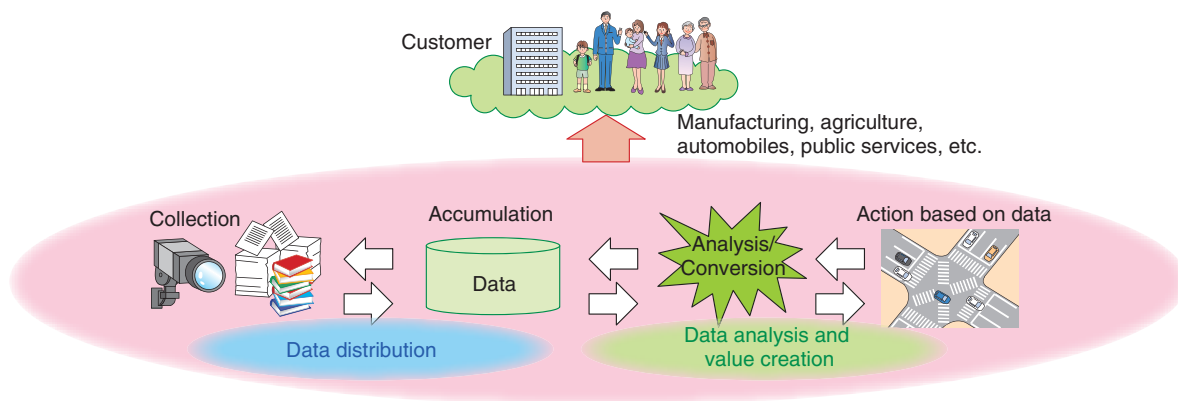 Customer
Manufacturing, agriculture,
automobiles, public services, etc.
Collection
Accumulation
Action based on data
Analysis/
Conversion
Data
Data distribution
Data analysis and
value creation